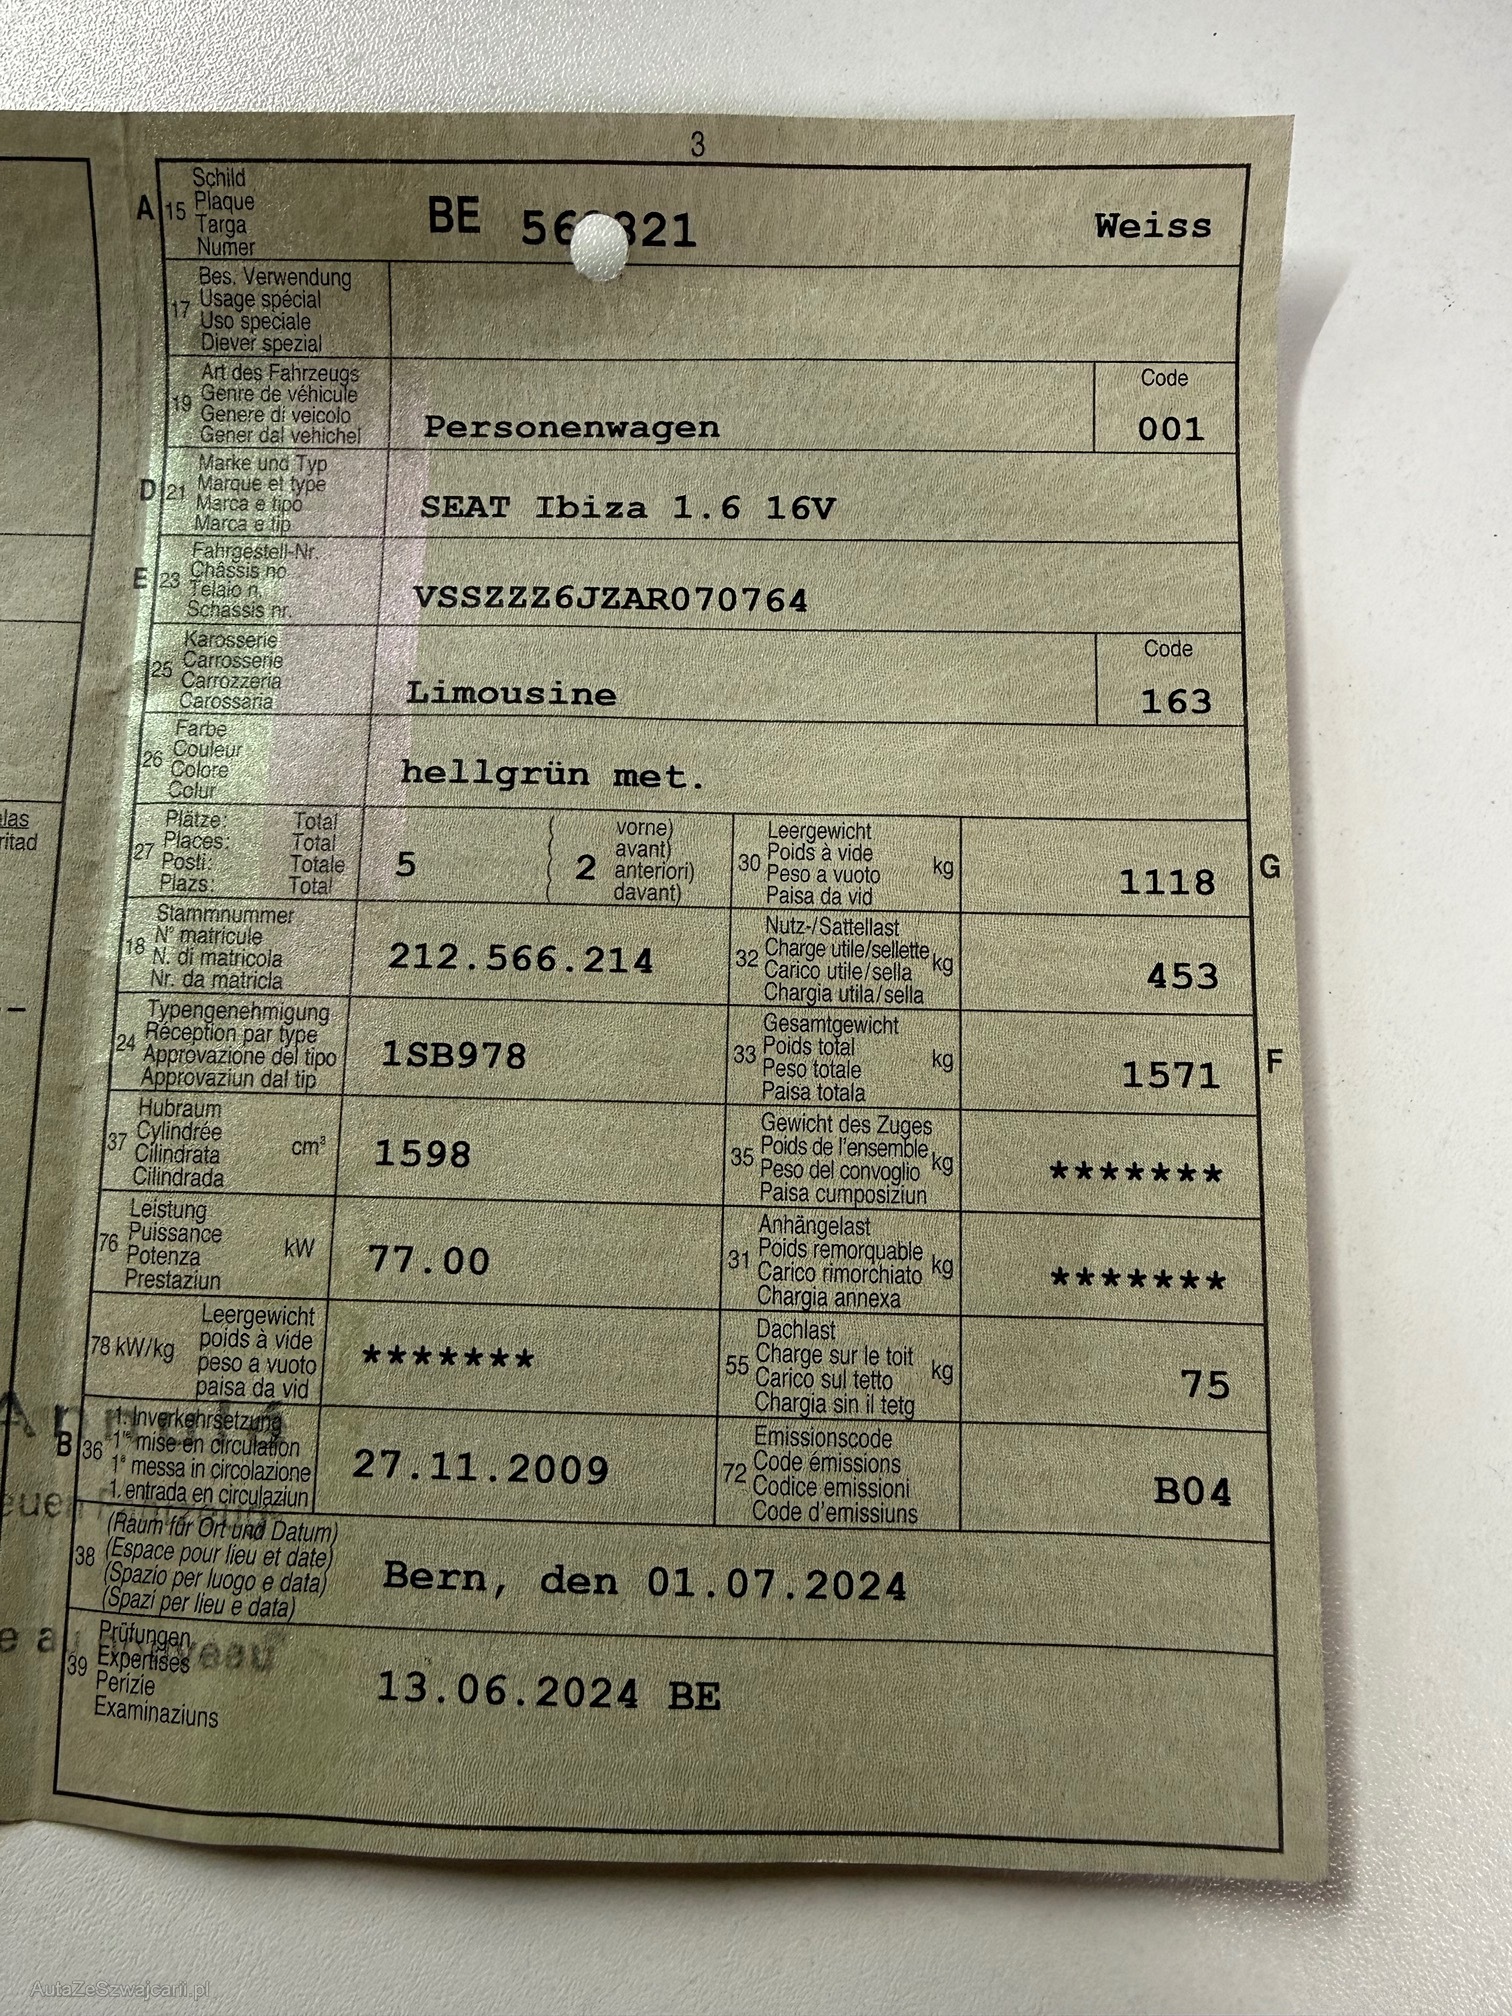 3
A 15 Schild
Plaque
Targa
Numer
BE 821 Weiss
17 Bes. Verwendung
Usage spécial
Uso speciale
Diever spezial
19 Art des Fahrzeugs
Genre de véhicule
Genere di veicolo
Gener dal vehichel
Personenwagen
Code
001
D 21 Marke und Typ
Marque et type
Marca e tipo
Marca e tip
SEAT Ibiza 1.6 16V
E 23 Fahrgestell-Nr.
Châssis no
Telaio n.
Schassis nr.
VSSZZZ6JZAR070764
25 Karosserie
Carrosserie
Carrozzeria
Carossaria
Limousine
Code
163
26 Farbe
Couleur
Colore
Colur
hellgrün met.
27 Plätze: Total
Places: Total
Posti: Totale
Plazs: Total
5
( vorne)
( avant)
( 2 anteriori)
( davant)
30 Leergewicht
Poids à vide
Peso a vuoto
Paisa da vid
kg
1118
G
18 Stammnummer
N° matricule
N. di matricola
Nr. da matricla
212.566.214
32 Nutz-/Sattellast
Charge utile/sellette
Carico utile/sella
Chargia utila/sella
kg
453
24 Typengenehmigung
Réception par type
Approvazione del tipo
Approvaziun dal tip
1SB978
33 Gesamtgewicht
Poids total
Peso totale
Paisa totala
kg
1571
F
37 Hubraum
Cylindrée
Cilindrata
Cilindrada
cm³
1598
35 Gewicht des Zuges
Poids de l'ensemble
Peso del convoglio
Paisa cumposiziun
kg
*******
76 Leistung
Puissance
Potenza
Prestaziun
kW
77.00
31 Anhängelast
Poids remorquable
Carico rimorchiato
Chargia annexa
kg
*******
78 kW/kg Leergewicht
poids à vide
peso a vuoto
paisa da vid
*******
55 Dachlast
Charge sur le toit
Carico sul tetto
Chargia sin il tetg
kg
75
B 36 1. Inverkehrsetzung
1re mise en circulation
1a messa in circolazione
1. entrada en circulaziun
27.11.2009
72 Emissionscode
Code émissions
Codice emissioni
Code d'emissiuns
B04
38 (Raum für Ort und Datum)
(Espace pour lieu et date)
(Spazio per luogo e data)
(Spazi per lieu e data)
Bern, den 01.07.2024
39 Prüfungen
Expertises
Perizie
Examinaziuns
13.06.2024 BE
AutaZeSzwajcarii.pl